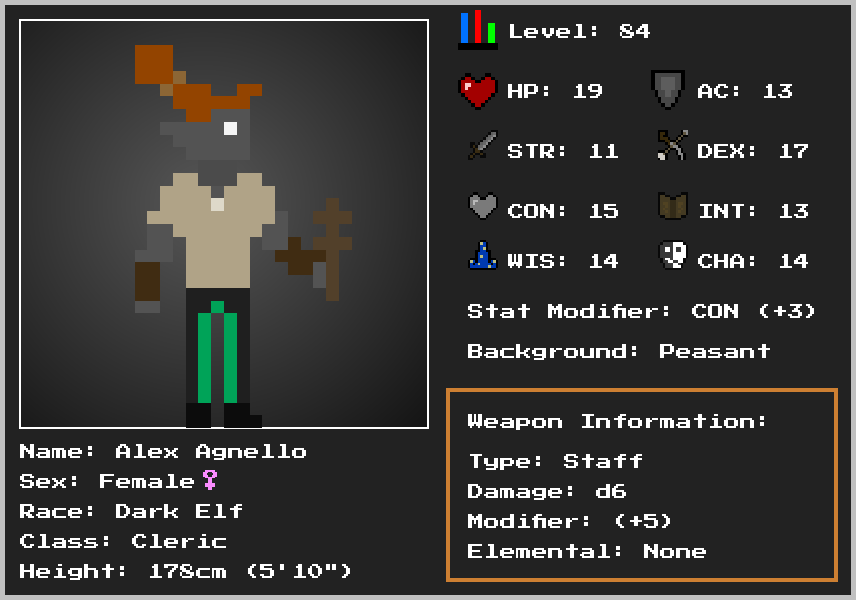 Level: 84
HP: 19
AC: 13
STR: 11
DEX: 17
CON: 15
INT: 13
WIS: 14
CHA: 14
Stat Modifier: CON (+3)
Background: Peasant
Weapon Information:
Type: Staff
Damage: d6
Modifier: (+5)
Elemental: None
Name: Alex Agnello
Sex: Female♀
Race: Dark Elf
Class: Cleric
Height: 178cm (5'10")